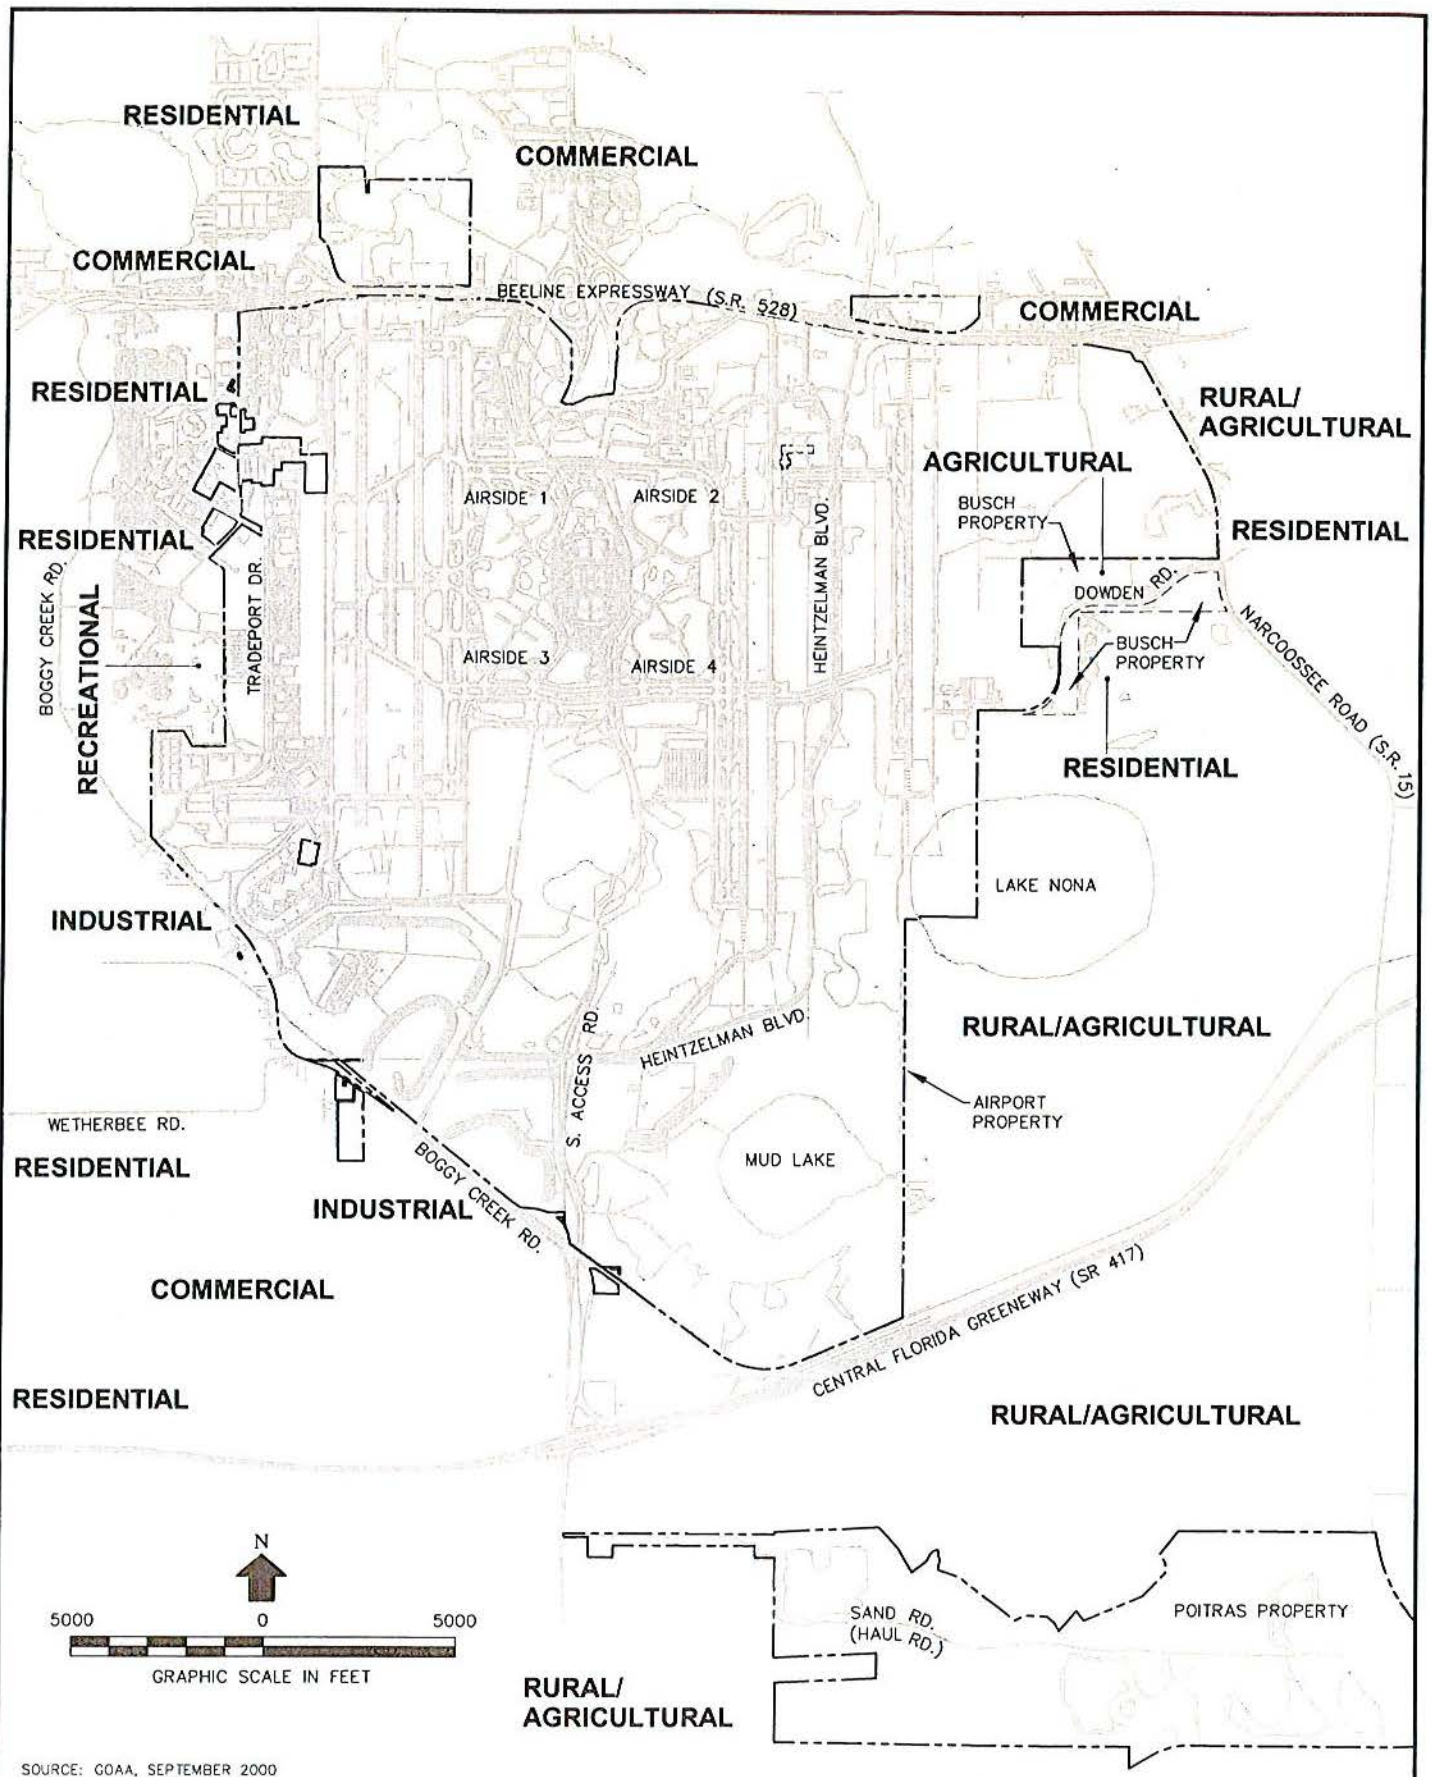 RESIDENTIAL
COMMERCIAL
COMMERCIAL
BEELINE EXPRESSWAY (S.R. 528)
COMMERCIAL
RESIDENTIAL
RURAL/
AGRICULTURAL
AGRICULTURAL
AIRSIDE 1
AIRSIDE 2
BUSCH
PROPERTY
RESIDENTIAL
RESIDENTIAL
BOGGY CREEK RD.
RECREATIONAL
TRADEPORT DR.
HEINTZELMAN BLVD.
DOWDEN RD.
NARCOOSSEE ROAD (S.R. 15)
BUSCH
PROPERTY
AIRSIDE 3
AIRSIDE 4
RESIDENTIAL
LAKE NONA
INDUSTRIAL
S. ACCESS RD.
HEINTZELMAN BLVD.
RURAL/AGRICULTURAL
AIRPORT
PROPERTY
WETHERBEE RD.
RESIDENTIAL
BOGGY CREEK RD.
MUD LAKE
INDUSTRIAL
COMMERCIAL
CENTRAL FLORIDA GREENEWAY (SR 417)
RESIDENTIAL
RURAL/AGRICULTURAL
N
5000 0 5000
GRAPHIC SCALE IN FEET
SAND RD.
(HAUL RD.)
POITRAS PROPERTY
RURAL/
AGRICULTURAL
SOURCE: GOAA, SEPTEMBER 2000